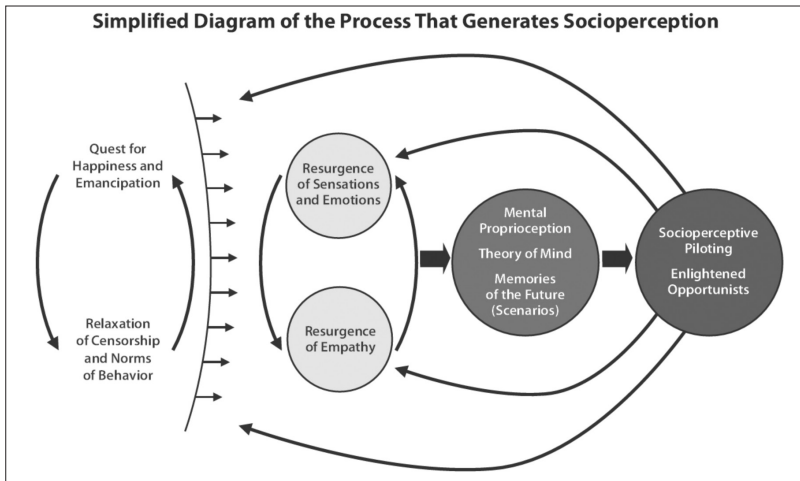 Simplified Diagram of the Process That Generates Socioperception
Quest for
Happiness and
Emancipation
Relaxation
of Censorship
and Norms
of Behavior
Resurgence
of Sensations
and Emotions
Resurgence
of Empathy
Mental
Proprioception
Theory of Mind
Memories
of the Future
(Scenarios)
Socioperceptive
Piloting
Enlightened
Opportunists